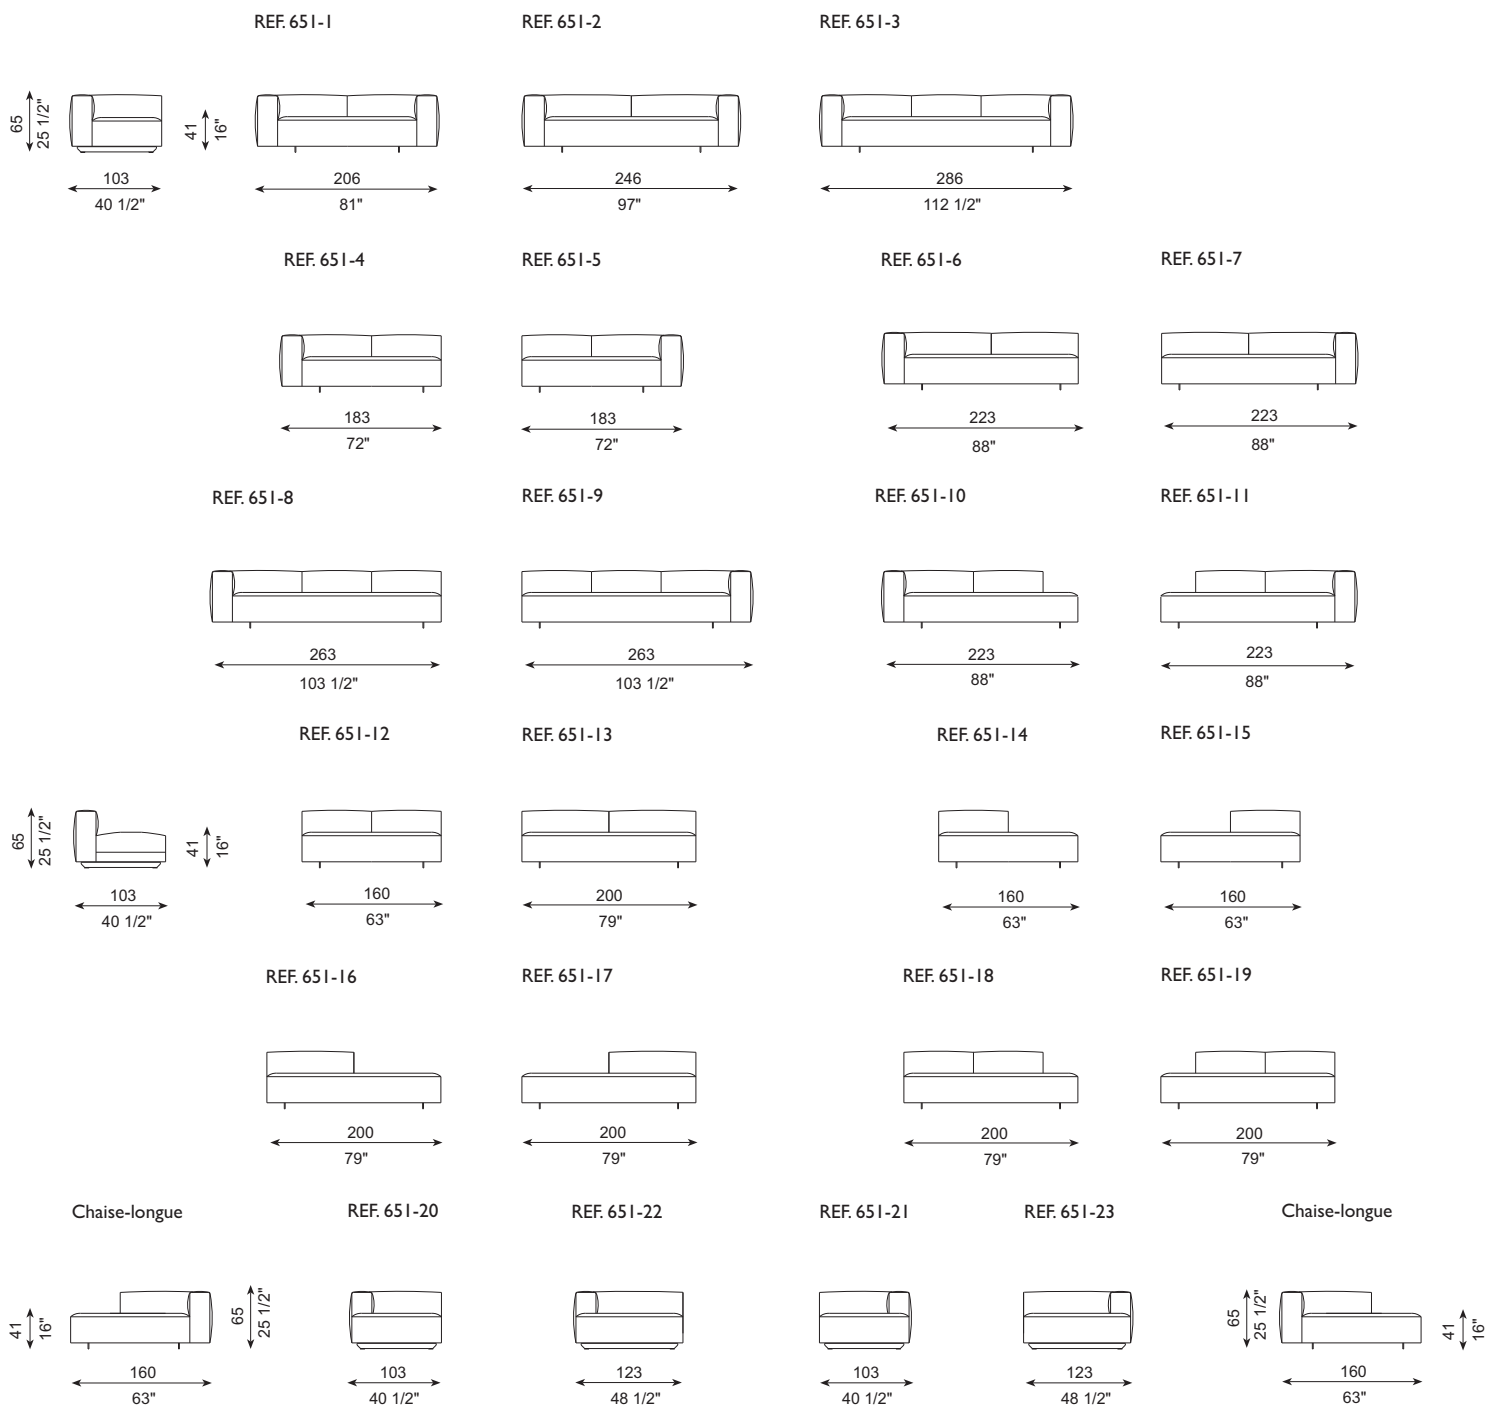 REF. 651-1 REF. 651-2 REF. 651-3
65
25 1/2"
41
16"
103 206 246 286
40 1/2" 81" 97" 112 1/2"
REF. 651-4 REF. 651-5 REF. 651-6 REF. 651-7
183 183 223 223
72" 72" 88" 88"
REF. 651-8 REF. 651-9 REF. 651-10 REF. 651-11
263 263 223 223
103 1/2" 103 1/2" 88" 88"
REF. 651-12 REF. 651-13 REF. 651-14 REF. 651-15
65
25 1/2"
41
16"
103 160 200 160 160
40 1/2" 63" 79" 63" 63"
REF. 651-16 REF. 651-17 REF. 651-18 REF. 651-19
200 200 200 200
79" 79" 79" 79"
Chaise-longue REF. 651-20 REF. 651-22 REF. 651-21 REF. 651-23 Chaise-longue
41
16"
65
25 1/2"
65
25 1/2"
41
16"
160 103 123 103 123 160
63" 40 1/2" 48 1/2" 40 1/2" 48 1/2" 63"